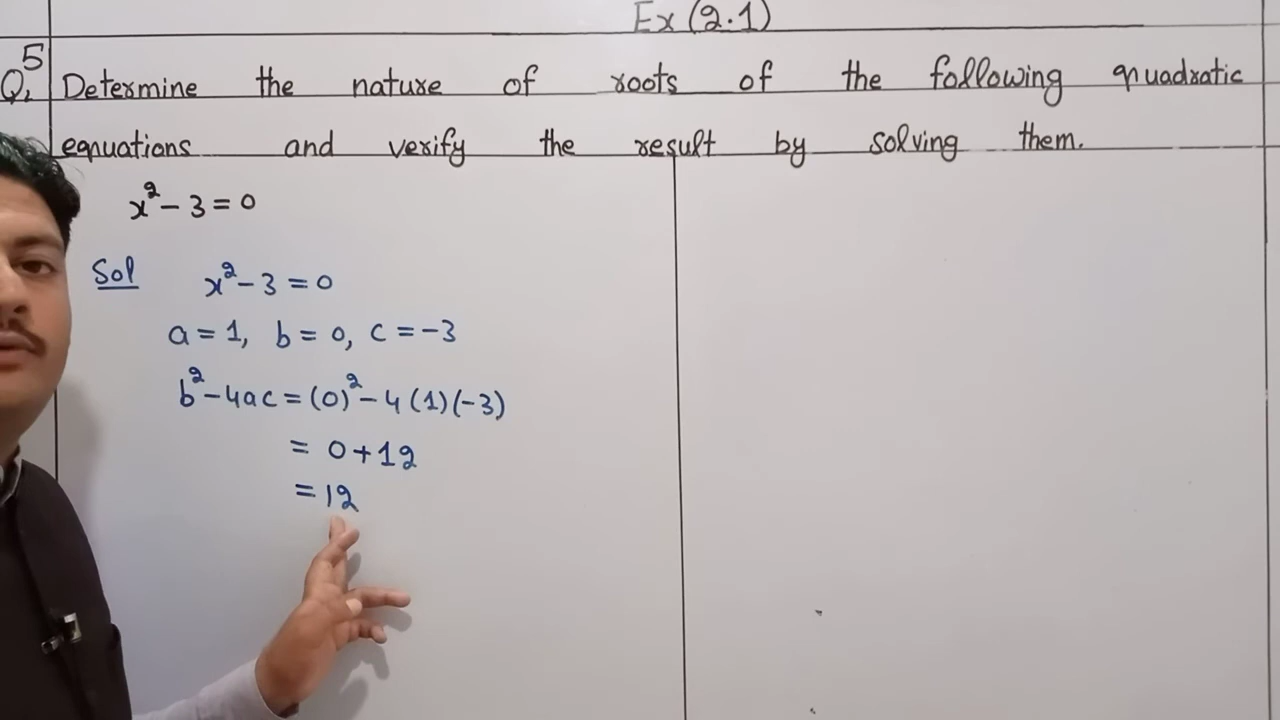 Ex (2.1)
Q5. Determine the nature of roots of the following quadratic
equations and verify the result by solving them.
x² - 3 = 0
Sol x² - 3 = 0
a = 1, b = 0, c = -3
b² - 4ac = (0)² - 4 (1)(-3)
= 0 + 12
= 12